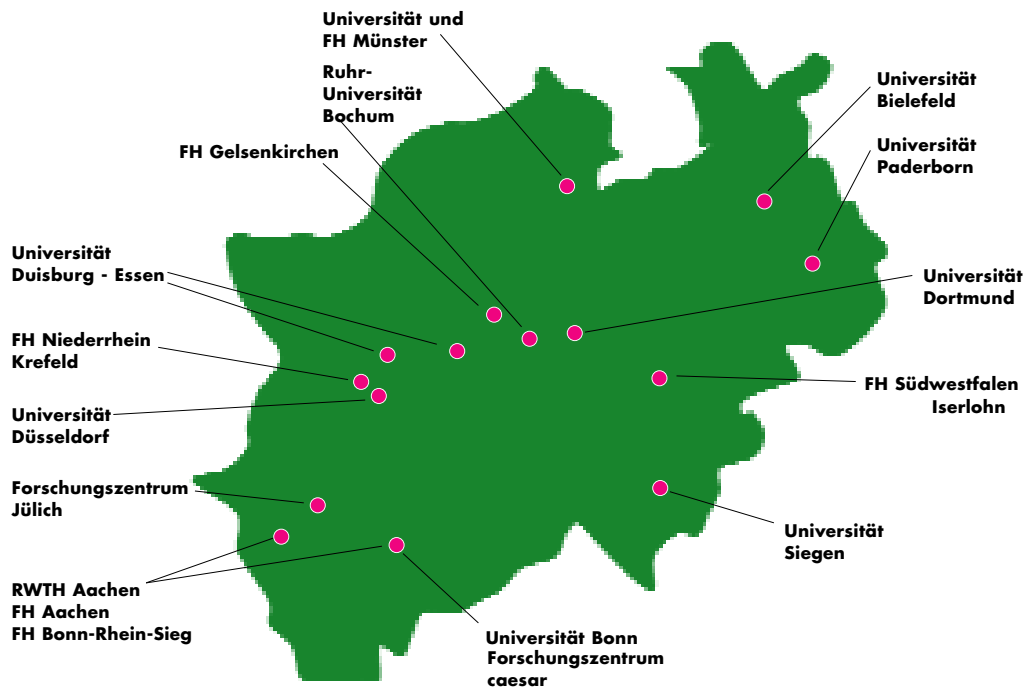 Universität und
FH Münster
Ruhr-
Universität
Bochum
FH Gelsenkirchen
Universität
Bielefeld
Universität
Paderborn
Universität
Duisburg - Essen
Universität
Dortmund
FH Niederrhein
Krefeld
FH Südwestfalen
Iserlohn
Universität
Düsseldorf
Forschungszentrum
Jülich
Universität
Siegen
RWTH Aachen
FH Aachen
FH Bonn-Rhein-Sieg
Universität Bonn
Forschungszentrum
caesar